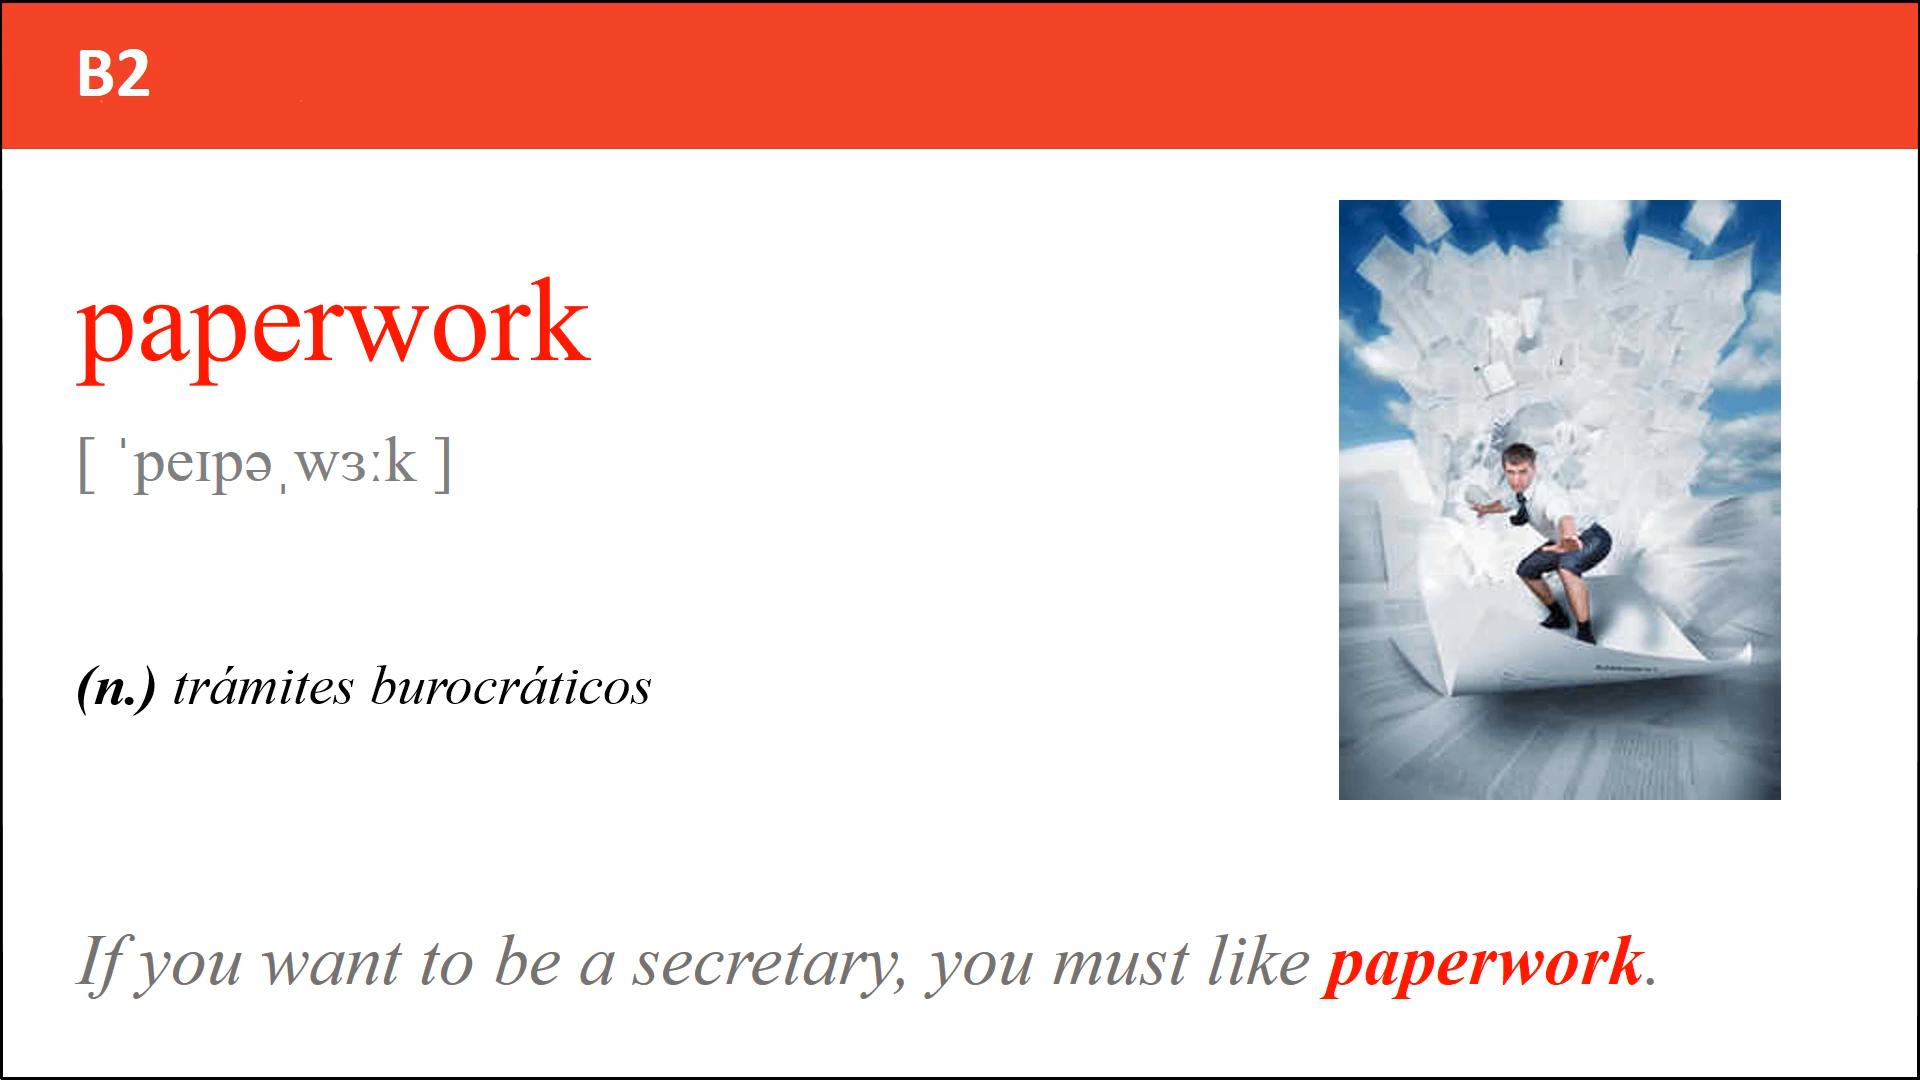 B2
paperwork
[ ˈpeɪpəˌwɜːk ]
(n.) trámites burocráticos
If you want to be a secretary, you must like paperwork.